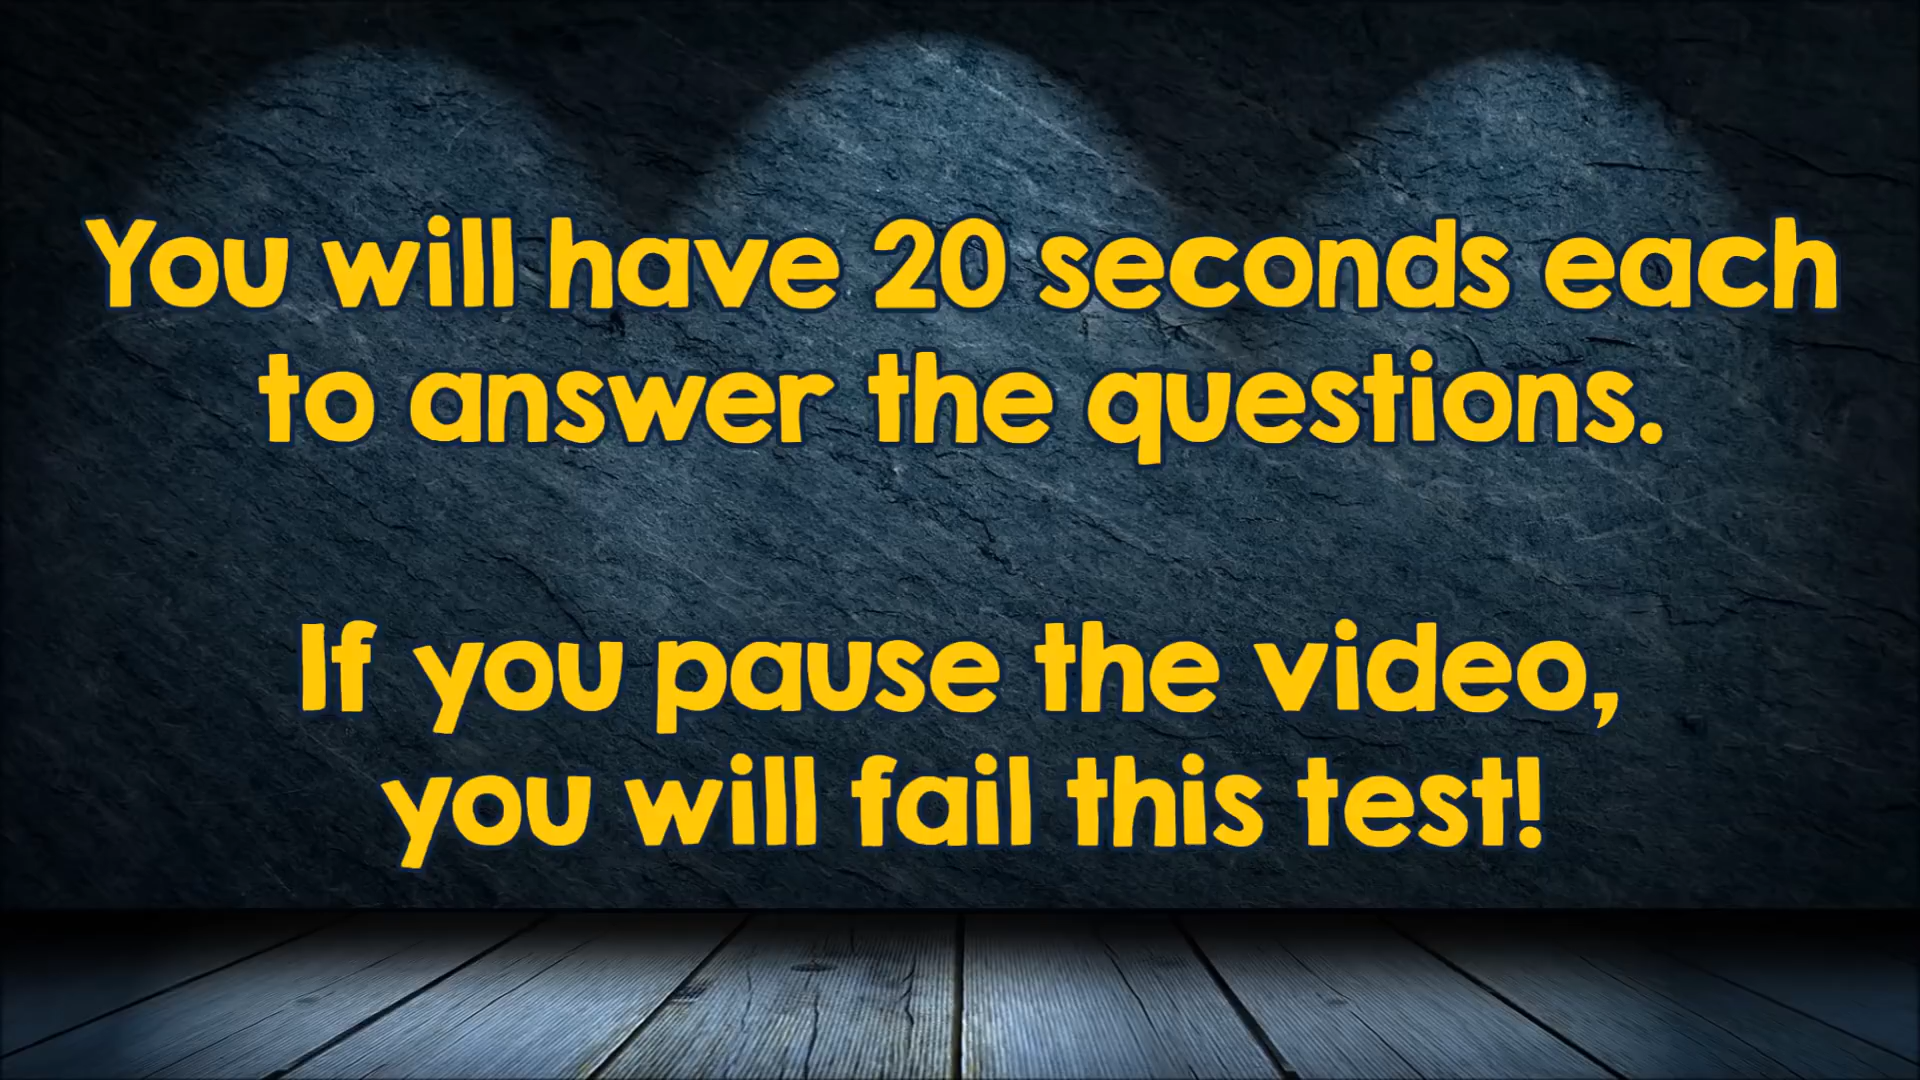 You will have 20 seconds each
to answer the questions.
If you pause the video,
you will fail this test!